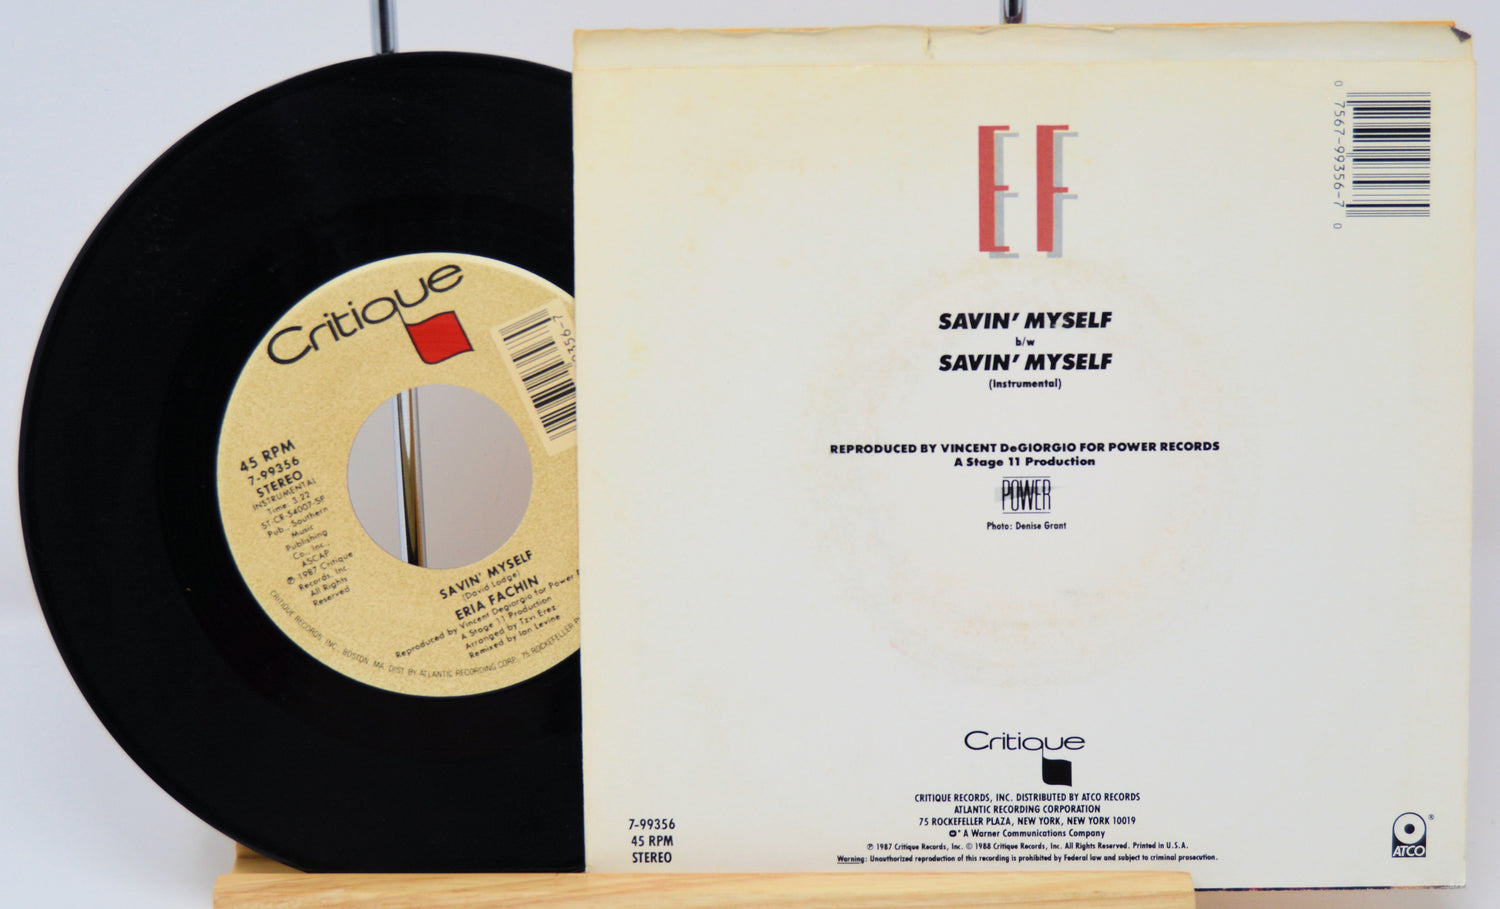 Critique
0356-7
45 RPM
7-99356
STEREO
INSTRUMENTAL
Time: 3:22
ST-CR-54007-SP
Pub., Southern
Music
Publishing
Co., Inc.,
ASCAP
℗ 1987 Critique
Records, Inc.
All Rights
Reserved
SAVIN' MYSELF
(David Lodge)
ERIA FACHIN
Reproduced by Vincent Degiorgio for Power
A Stage 11 Production
Arranged by Tzvi Erez
Remixed by Ian Levine
CRITIQUE RECORDS, INC., BOSTON, MA. DIST BY ATLANTIC RECORDING CORP., 75 ROCKEFELLER
EF
0 7567-99356-7 0
SAVIN' MYSELF
b/w
SAVIN' MYSELF
(Instrumental)
REPRODUCED BY VINCENT DeGIORGIO FOR POWER RECORDS
A Stage 11 Production
POWER
Photo: Denise Grant
Critique
CRITIQUE RECORDS, INC. DISTRIBUTED BY ATCO RECORDS
ATLANTIC RECORDING CORPORATION
75 ROCKEFELLER PLAZA, NEW YORK, NEW YORK 10019
® A Warner Communications Company
℗ 1987 Critique Records, Inc. © 1988 Critique Records, Inc. All Rights Reserved. Printed in U.S.A.
Warning: Unauthorized reproduction of this recording is prohibited by Federal law and subject to criminal prosecution.
7-99356
45 RPM
STEREO
ATCO ®